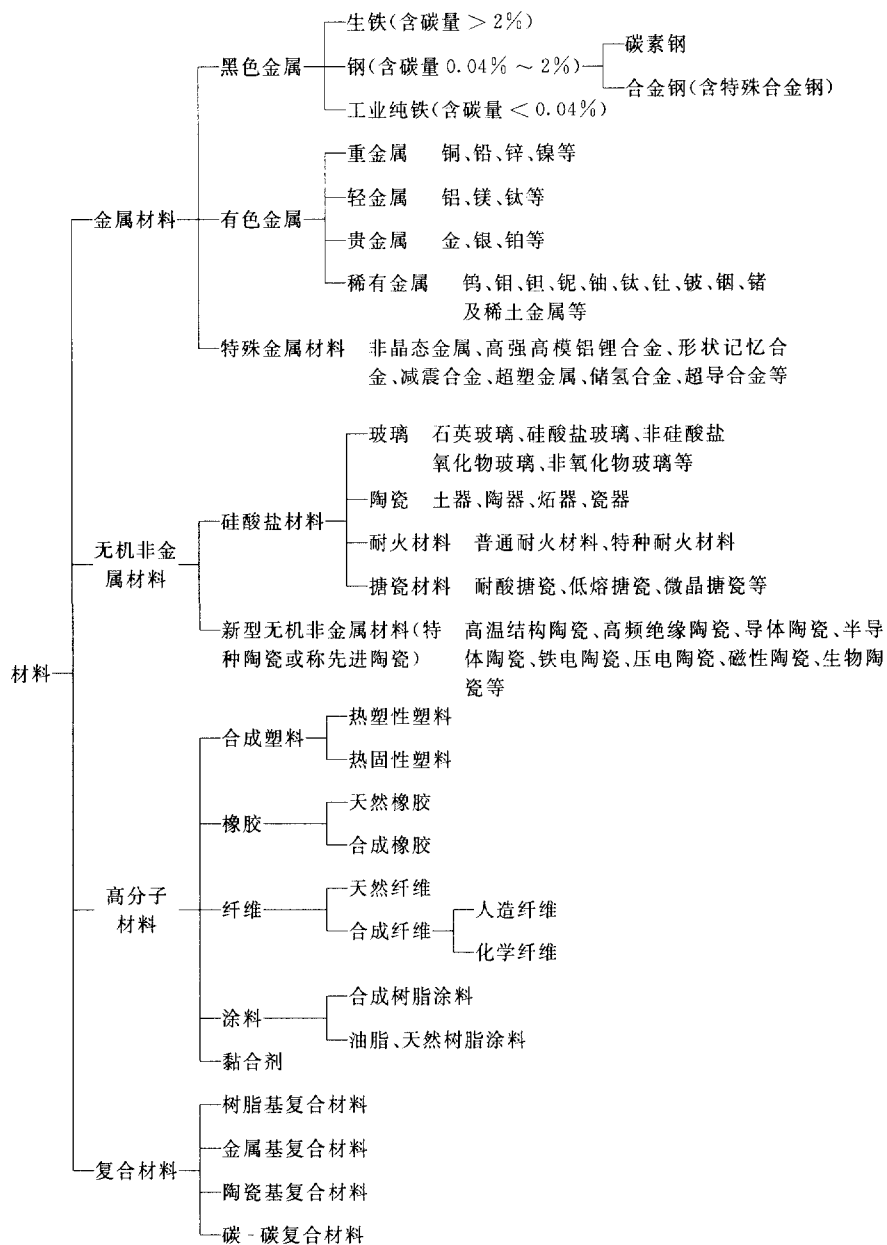 生铁(含碳量 > 2%)
黑色金属
钢(含碳量 0.04% ~ 2%)
碳素钢
合金钢(含特殊合金钢)
工业纯铁(含碳量 < 0.04%)
重金属 铜、铅、锌、镍等
轻金属 铝、镁、钛等
金属材料
有色金属
贵金属 金、银、铂等
稀有金属 钨、钼、钽、铌、铀、钛、钍、铍、铟、锗
及稀土金属等
特殊金属材料 非晶态金属、高强高模铝锂合金、形状记忆合
金、减震合金、超塑金属、储氢合金、超导合金等
玻璃 石英玻璃、硅酸盐玻璃、非硅酸盐
氧化物玻璃、非氧化物玻璃等
陶瓷 土器、陶器、炻器、瓷器
硅酸盐材料
耐火材料 普通耐火材料、特种耐火材料
无机非金
属材料
搪瓷材料 耐酸搪瓷、低熔搪瓷、微晶搪瓷等
新型无机非金属材料(特
种陶瓷或称先进陶瓷)
高温结构陶瓷、高频绝缘陶瓷、导体陶瓷、半导
体陶瓷、铁电陶瓷、压电陶瓷、磁性陶瓷、生物陶
瓷等
材料
合成塑料
热塑性塑料
热固性塑料
橡胶
天然橡胶
合成橡胶
高分子
材料
纤维
天然纤维
合成纤维
人造纤维
化学纤维
涂料
合成树脂涂料
油脂、天然树脂涂料
黏合剂
复合材料
树脂基复合材料
金属基复合材料
陶瓷基复合材料
碳-碳复合材料